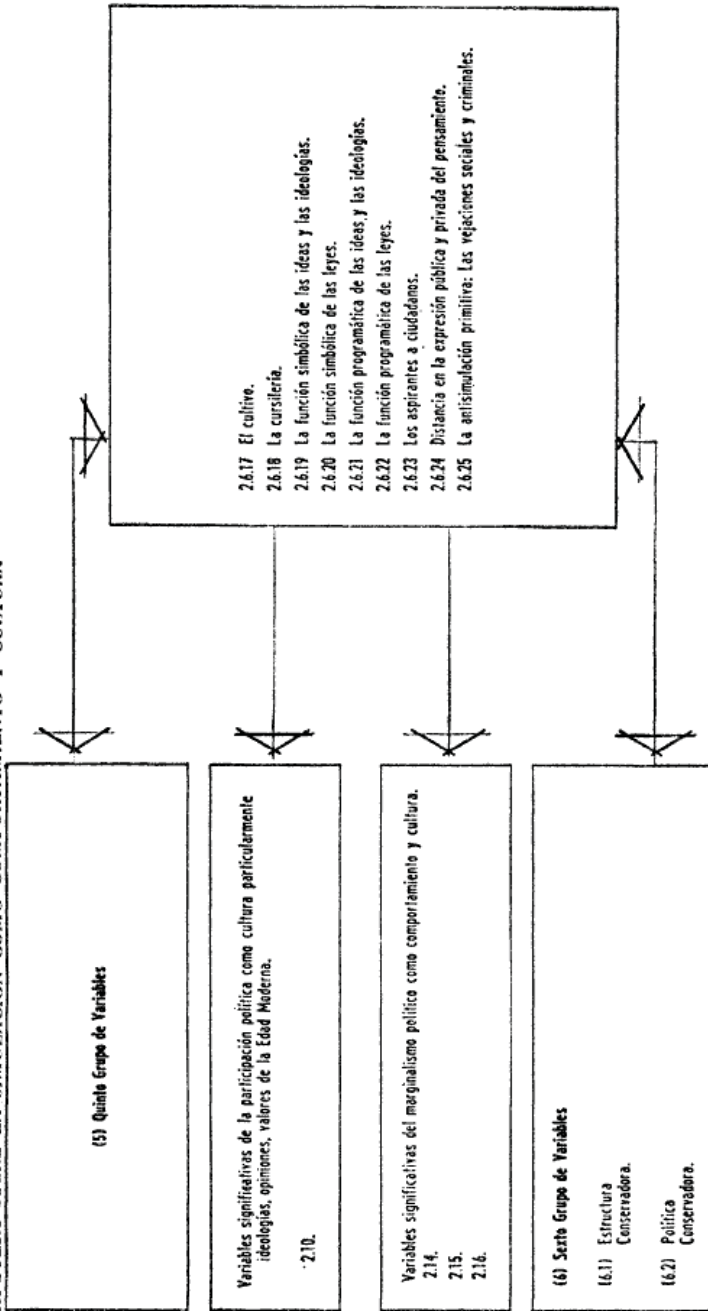 SOBRE LA SIMULACION COMO COMPORTAMIENTO Y CULTURA
(5) Quinto Grupo de Variables
Variables significativas de la participación política como cultura particularmente
ideologías, opiniones, valores de la Edad Moderna.
2.10.
Variables significativas del marginalismo político como comportamiento y cultura.
2.14.
2.15.
2.16.
(6) Sexto Grupo de Variables
(6.1) Estructura
Conservadora.
(6.2) Política
Conservadora.
2.6.17 El cultivo.
2.6.18 La cursilería.
2.6.19 La función simbólica de las ideas y las ideologías.
2.6.20 La función simbólica de las leyes.
2.6.21 La función programática de las ideas y las ideologías.
2.6.22 La función programática de las leyes.
2.6.23 Los aspirantes a ciudadanos.
2.6.24 Distancia en la expresión pública y privada del pensamiento.
2.6.25 La antisimulación primitiva: Las vejaciones sociales y criminales.